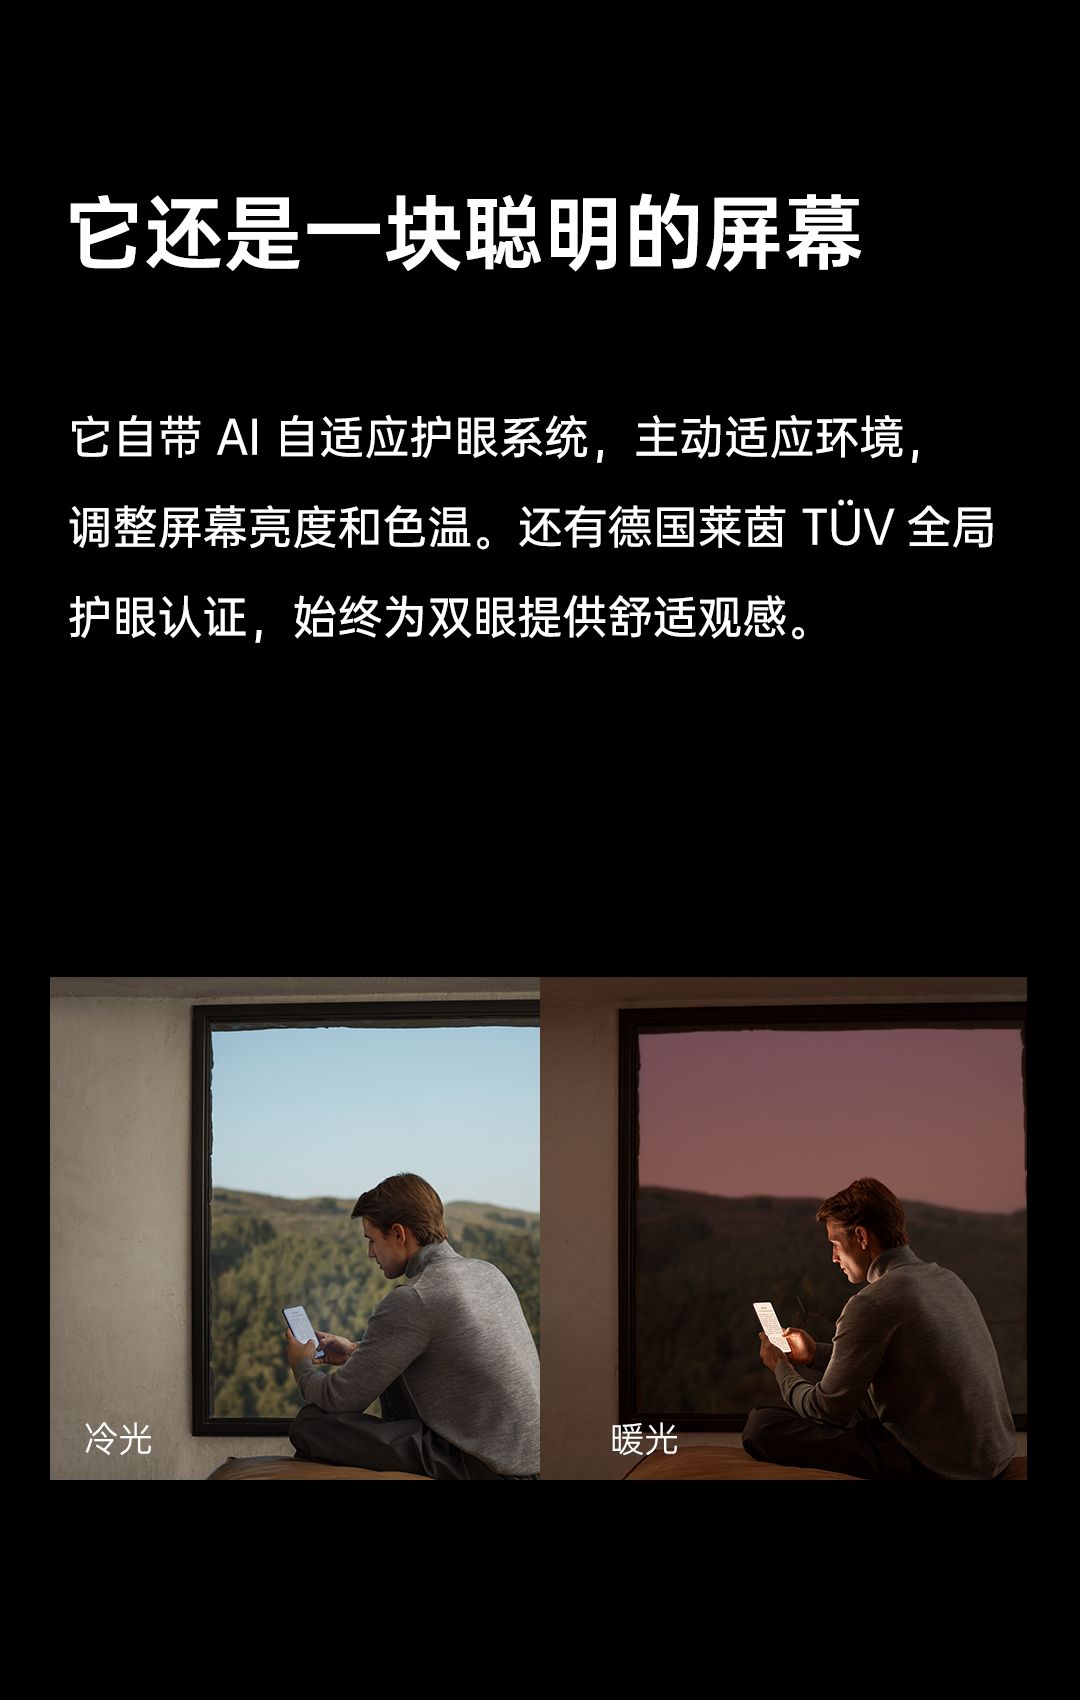 它还是一块聪明的屏幕
它自带 AI 自适应护眼系统，主动适应环境，
调整屏幕亮度和色温。还有德国莱茵 TÜV 全局
护眼认证，始终为双眼提供舒适观感。
冷光
暖光